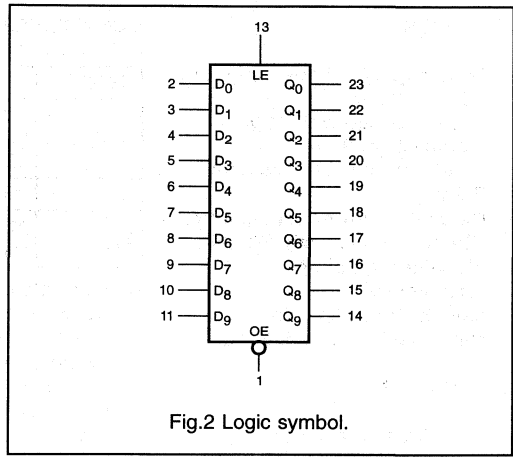 13
LE
2 D0 Q0 23
3 D1 Q1 22
4 D2 Q2 21
5 D3 Q3 20
6 D4 Q4 19
7 D5 Q5 18
8 D6 Q6 17
9 D7 Q7 16
10 D8 Q8 15
11 D9 Q9 14
OE
1
Fig.2 Logic symbol.